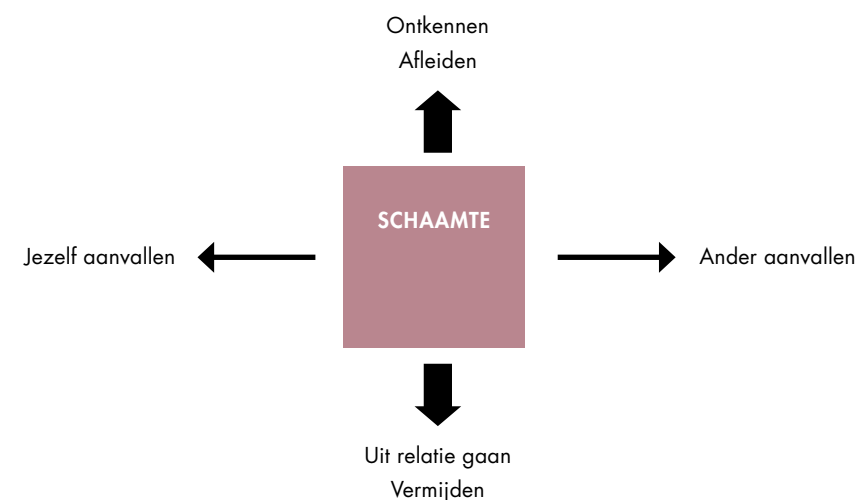 Ontkennen
Afleiden
SCHAAMTE
Jezelf aanvallen
Ander aanvallen
Uit relatie gaan
Vermijden